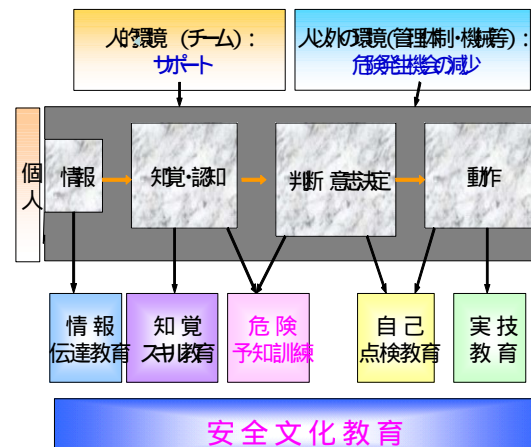 人的環境 (チーム)：
サポート
人以外の環境(管理体制・機械等)：
危険発生機会の減少
個人
情報
知覚・認知
判断 意志決定
動作
情報
伝達教育
知覚
スキル教育
危険
予知訓練
自己
点検教育
実技
教育
安全文化教育